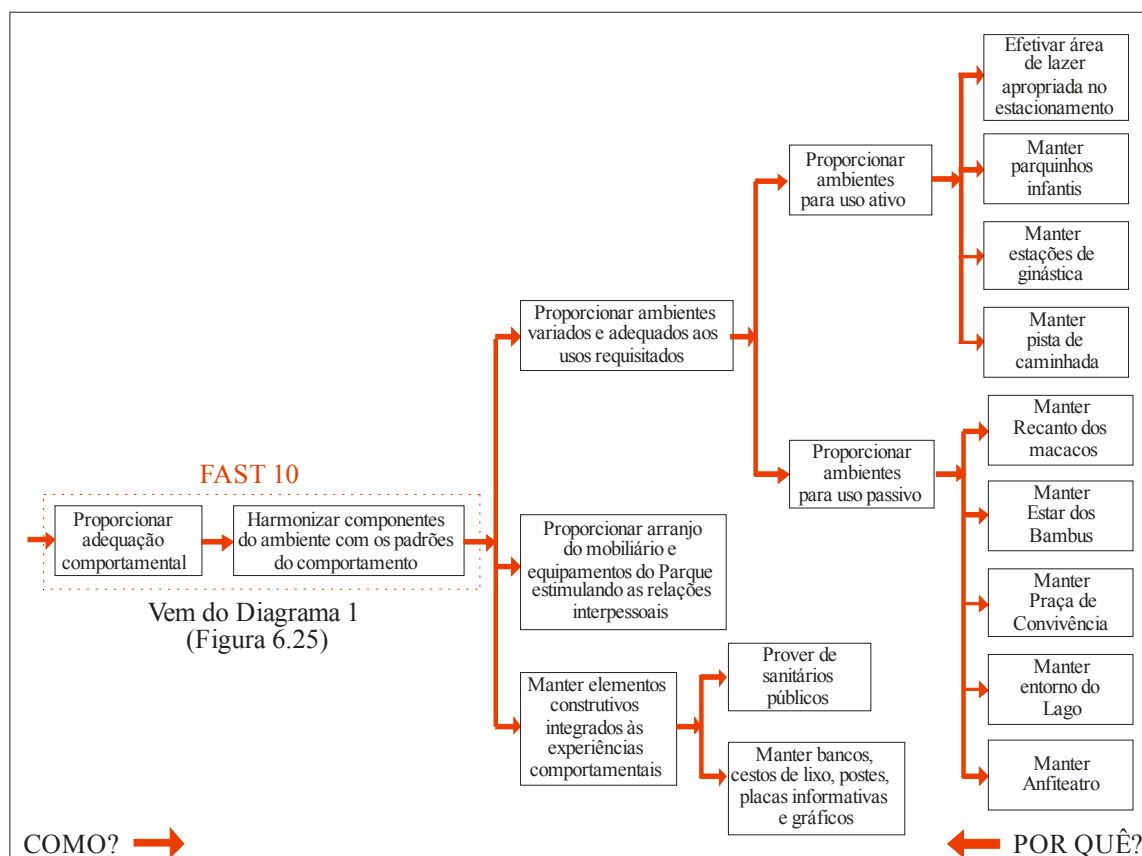 Efetivar área
de lazer
apropriada no
estacionamento
Proporcionar
ambientes
para uso ativo
Manter
parquinhos
infantis
Manter
estações de
ginástica
Proporcionar ambientes
variados e adequados aos
usos requisitados
Manter
pista de
caminhada
Manter
Recanto dos
macacos
Proporcionar
ambientes
para uso passivo
FAST 10
Proporcionar
adequação
comportamental
Harmonizar componentes
do ambiente com os padrões
do comportamento
Vem do Diagrama 1
(Figura 6.25)
Manter
Estar dos
Bambus
Proporcionar arranjo
do mobiliário e
equipamentos do Parque
estimulando as relações
interpessoais
Manter
Praça de
Convivência
Prover de
sanitários
públicos
Manter
entorno do
Lago
Manter elementos
construtivos
integrados às
experiências
comportamentais
Manter bancos,
cestos de lixo, postes,
placas informativas
e gráficos
Manter
Anfiteatro
COMO?
POR QUÊ?